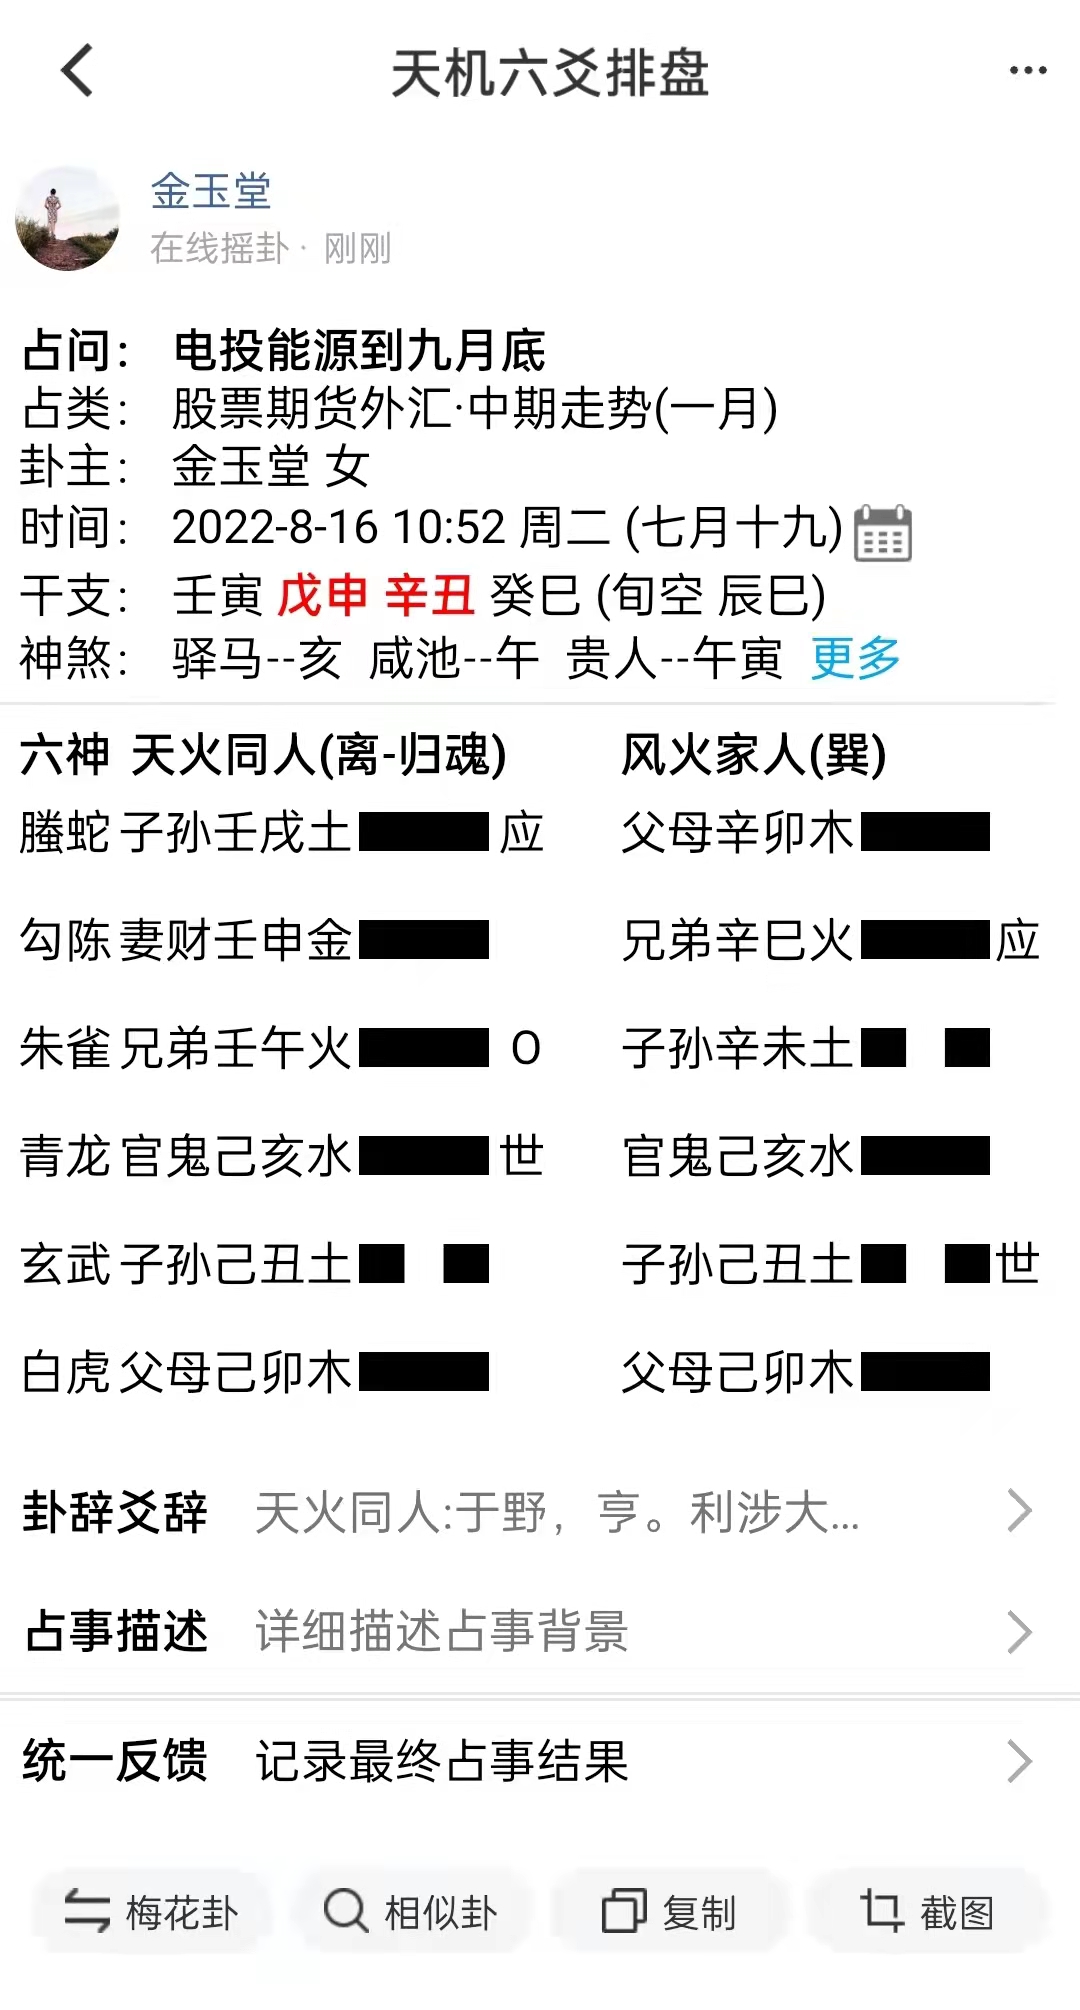 天机六爻排盘
金玉堂
在线摇卦· 刚刚
占问： 电投能源到九月底
占类： 股票期货外汇·中期走势(一月)
卦主： 金玉堂 女
时间： 2022-8-16 10:52 周二 (七月十九)
干支： 壬寅 戊申 辛丑 癸巳 (旬空 辰巳)
神煞： 驿马--亥 咸池--午 贵人--午寅 更多
六神 天火同人(离-归魂) 风火家人(巽)
螣蛇 子孙壬戌土 应 父母辛卯木
勾陈 妻财壬申金 兄弟辛巳火 应
朱雀 兄弟壬午火 O 子孙辛未土
青龙 官鬼己亥水 世 官鬼己亥水
玄武 子孙己丑土 子孙己丑土 世
白虎 父母己卯木 父母己卯木
卦辞爻辞 天火同人:于野，亨。利涉大...
占事描述 详细描述占事背景
统一反馈 记录最终占事结果
梅花卦 相似卦 复制 截图